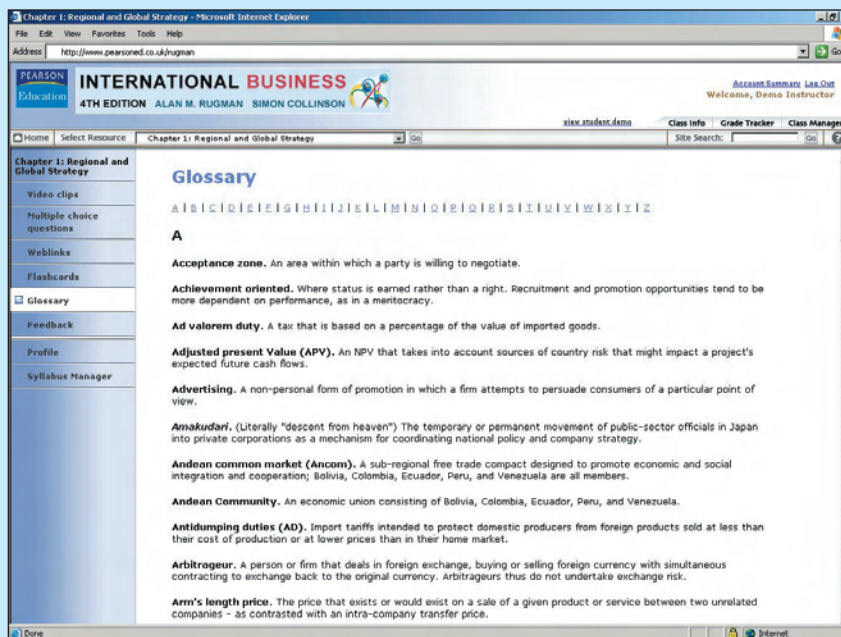 Chapter 1: Regional and Global Strategy - Microsoft Internet Explorer
File Edit View Favorites Tools Help
Address http://www.pearsoned.co.uk/rugman Go
PEARSON
Education
INTERNATIONAL BUSINESS
4TH EDITION ALAN M. RUGMAN SIMON COLLINSON
Account Summary Log Out
Welcome, Demo Instructor
view student demo Class Info Grade Tracker Class Manager
Home Select Resource Chapter 1: Regional and Global Strategy Go Site Search: Go ?
Chapter 1: Regional and
Global Strategy
Video clips
Multiple choice
questions
Weblinks
Flashcards
Glossary
Feedback
Profile
Syllabus Manager
Glossary
A | B | C | D | E | F | G | H | I | J | K | L | M | N | O | P | Q | R | S | T | U | V | W | X | Y | Z
A
Acceptance zone. An area within which a party is willing to negotiate.
Achievement oriented. Where status is earned rather than a right. Recruitment and promotion opportunities tend to be
more dependent on performance, as in a meritocracy.
Ad valorem duty. A tax that is based on a percentage of the value of imported goods.
Adjusted present Value (APV). An NPV that takes into account sources of country risk that might impact a project's
expected future cash flows.
Advertising. A non-personal form of promotion in which a firm attempts to persuade consumers of a particular point of
view.
Amakudari. (Literally "descent from heaven") The temporary or permanent movement of public-sector officials in Japan
into private corporations as a mechanism for coordinating national policy and company strategy.
Andean common market (Ancom). A sub-regional free trade compact designed to promote economic and social
integration and cooperation; Bolivia, Colombia, Ecuador, Peru, and Venezuela are all members.
Andean Community. An economic union consisting of Bolivia, Colombia, Ecuador, Peru, and Venezuela.
Antidumping duties (AD). Import tariffs intended to protect domestic producers from foreign products sold at less than
their cost of production or at lower prices than in their home market.
Arbitrageur. A person or firm that deals in foreign exchange, buying or selling foreign currency with simultaneous
contracting to exchange back to the original currency. Arbitrageurs thus do not undertake exchange risk.
Arm's length price. The price that exists or would exist on a sale of a given product or service between two unrelated
companies - as contrasted with an intra-company transfer price.
Done Internet